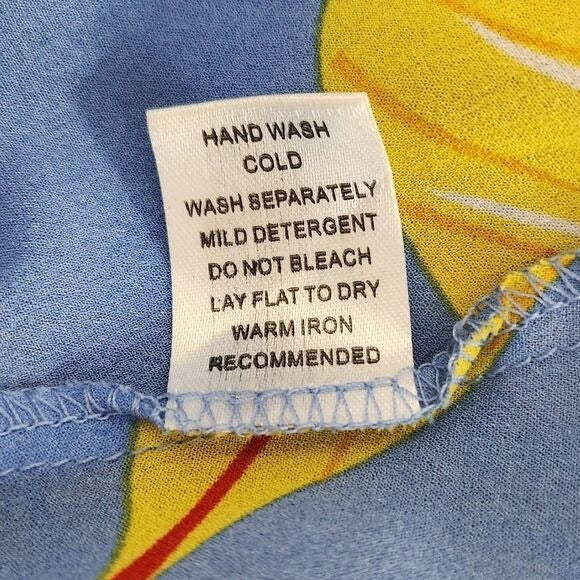 HAND WASH
COLD
WASH SEPARATELY
MILD DETERGENT
DO NOT BLEACH
LAY FLAT TO DRY
WARM IRON
RECOMMENDED